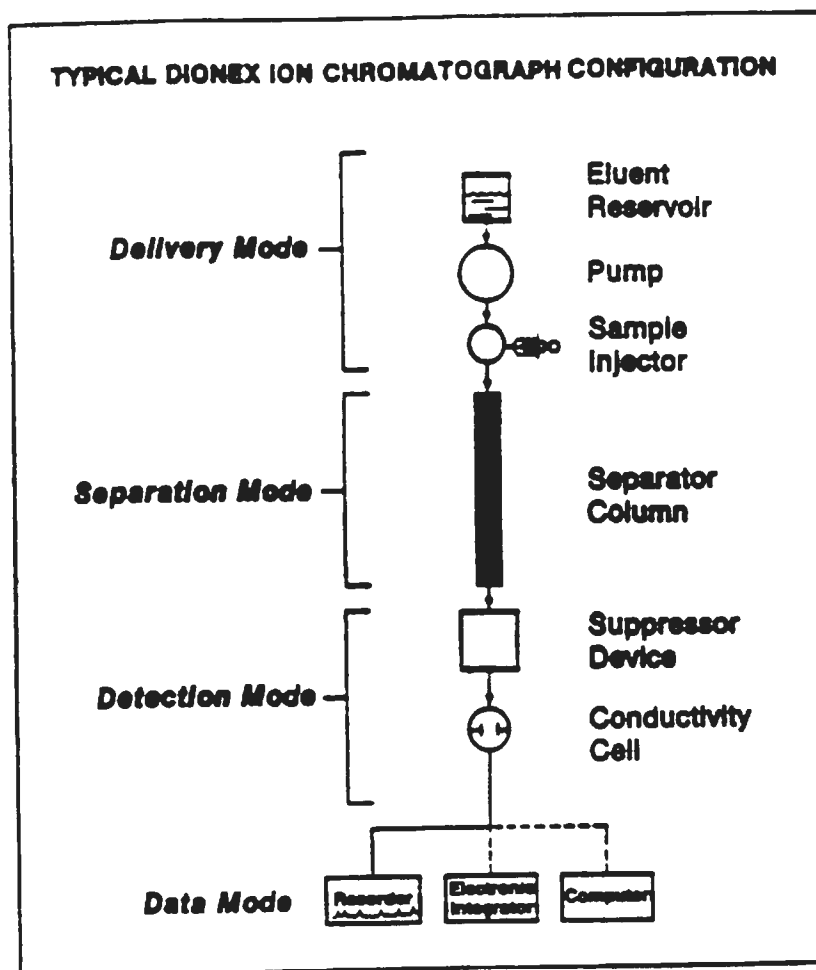 TYPICAL DIONEX ION CHROMATOGRAPH CONFIGURATION
Eluent
Reservoir
Delivery Mode
Pump
Sample
Injector
Separation Mode
Separator
Column
Suppressor
Device
Detection Mode
Conductivity
Cell
Data Mode
Recorder
Electronic
Integrator
Computer